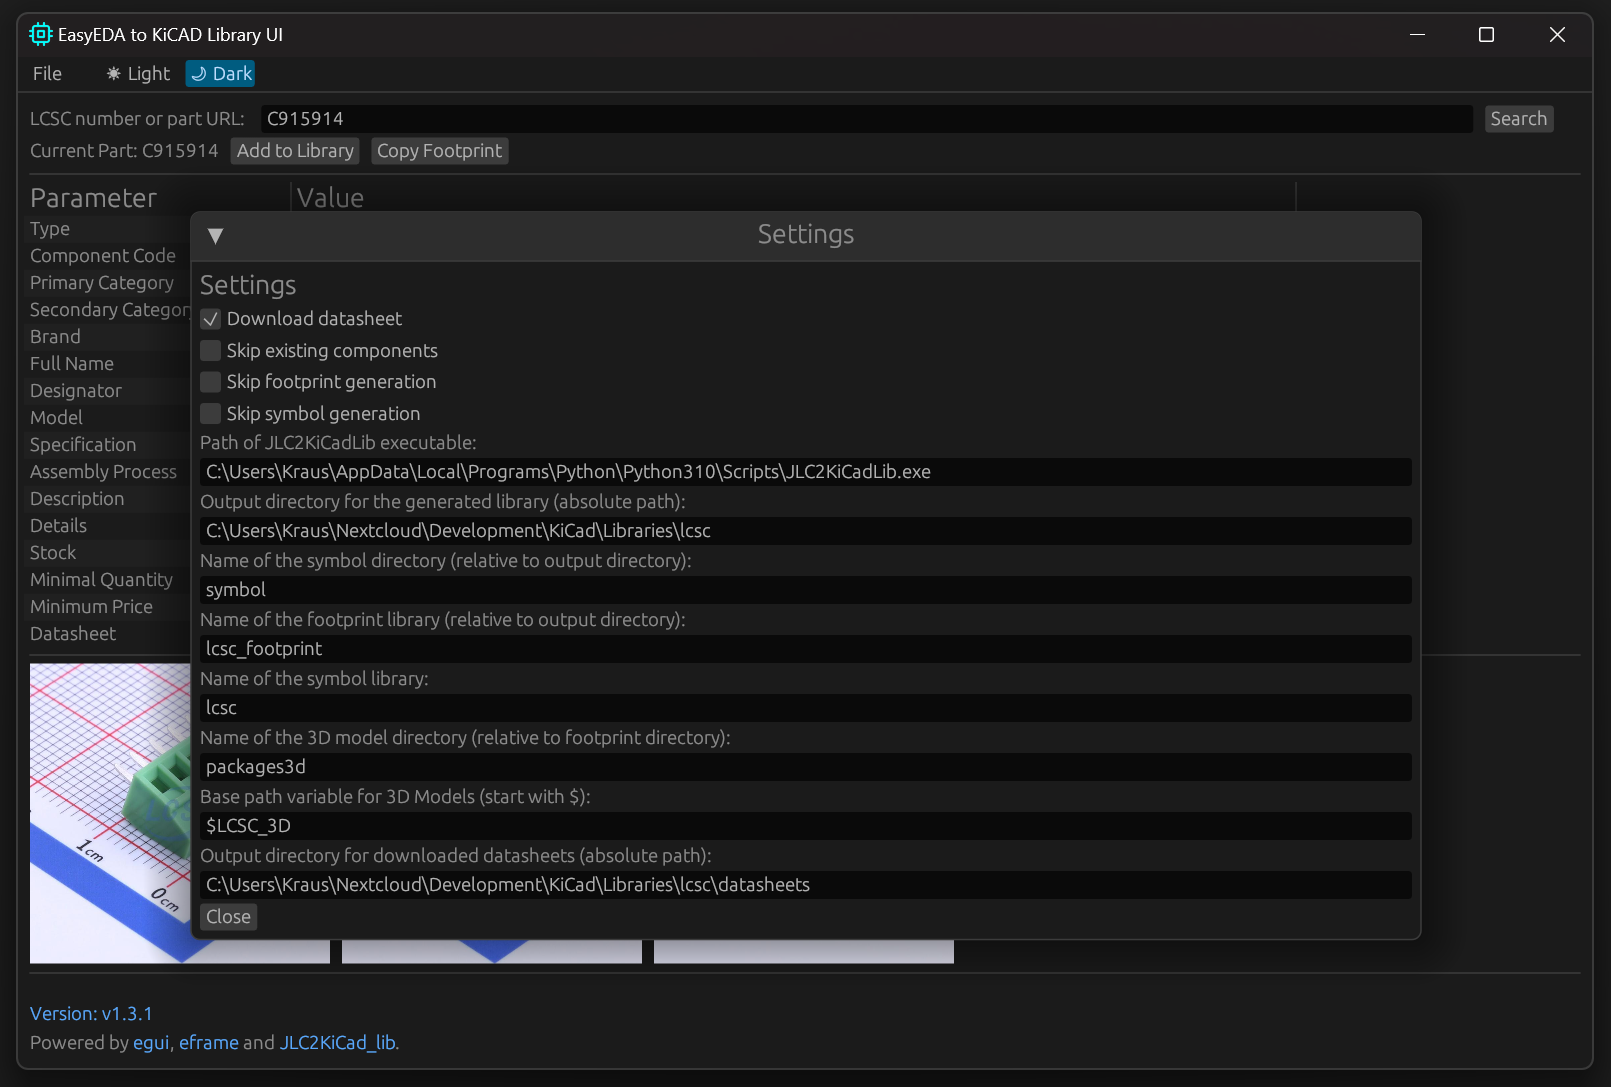 EasyEDA to KiCAD Library UI
File Light Dark
LCSC number or part URL: C915914 Search
Current Part: C915914 Add to Library Copy Footprint
Parameter Value
Type
Component Code
Primary Category
Secondary Categor
Brand
Full Name
Designator
Model
Specification
Assembly Process
Description
Details
Stock
Minimal Quantity
Minimum Price
Datasheet
Settings
Settings
Download datasheet
Skip existing components
Skip footprint generation
Skip symbol generation
Path of JLC2KiCadLib executable:
C:\Users\Kraus\AppData\Local\Programs\Python\Python310\Scripts\JLC2KiCadLib.exe
Output directory for the generated library (absolute path):
C:\Users\Kraus\Nextcloud\Development\KiCad\Libraries\lcsc
Name of the symbol directory (relative to output directory):
symbol
Name of the footprint library (relative to output directory):
lcsc_footprint
Name of the symbol library:
lcsc
Name of the 3D model directory (relative to footprint directory):
packages3d
Base path variable for 3D Models (start with $):
$LCSC_3D
Output directory for downloaded datasheets (absolute path):
C:\Users\Kraus\Nextcloud\Development\KiCad\Libraries\lcsc\datasheets
Close
1cm
0cm
Version: v1.3.1
Powered by egui, eframe and JLC2KiCad_lib.